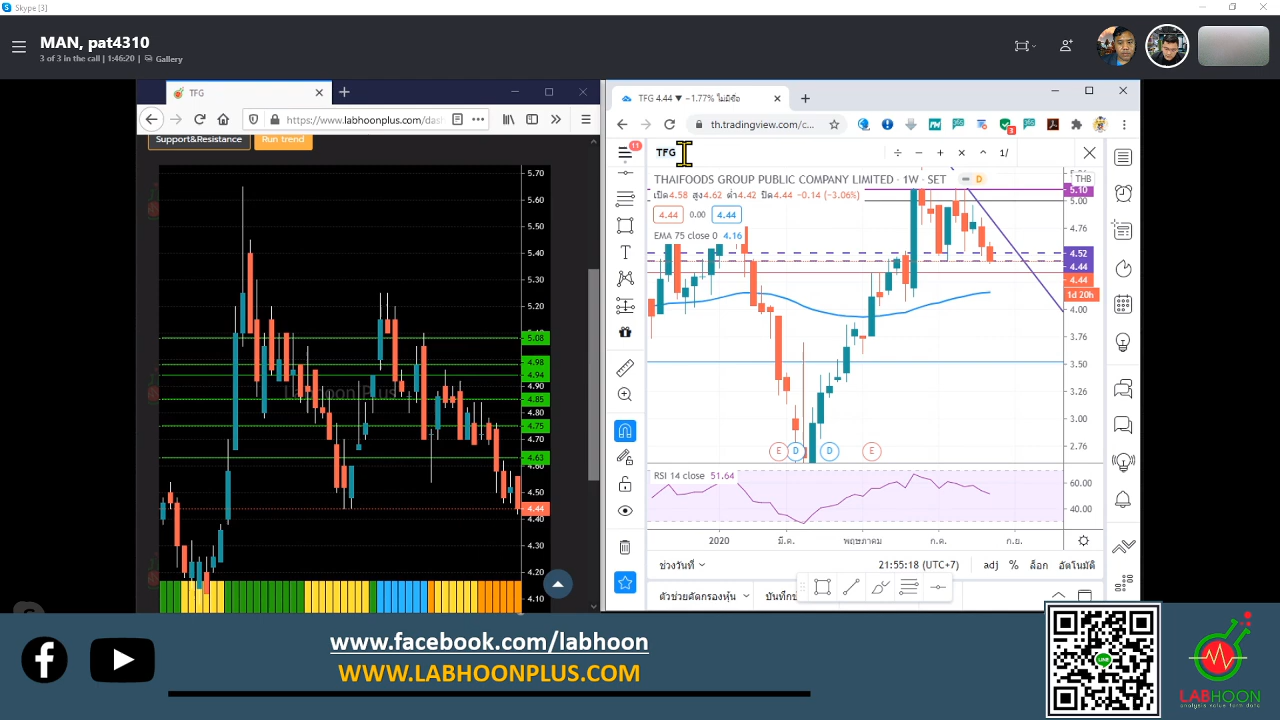 Skype [3]
MAN, pat4310
3 of 3 in the call | 1:46:20 | Gallery
TFG
https://www.labhoonplus.com/das
Support&Resistance
Run trend
5.70
5.60
5.50
5.40
5.30
5.20
5.08
4.98
4.94
4.90
4.85
4.80
4.75
4.70
4.63
4.50
4.44
4.40
4.30
4.20
4.10
Labhoon Plus
TFG 4.44 ▼ −1.77% ไม่มีชื่อ
th.tradingview.com/c...
3
11
TFG
÷ − + × ^ 1/
THAIFOODS GROUP PUBLIC COMPANY LIMITED · 1W · SET
D
THB
เปิด4.58 สูง4.62 ต่ำ4.42 ปิด4.44 −0.14 (−3.06%)
4.44 0.00 4.44
EMA 75 close 0 4.16
5.10
5.00
4.76
4.52
4.44
4.44
1d 20h
4.00
3.50
3.26
3.00
2.76
E D D E
RSI 14 close 51.64
60.00
40.00
2020 มี.ค. พฤษภาคม ก.ค. ก.ย.
ช่วงวันที่
21:55:18 (UTC+7)
adj % ล็อก อัตโนมัติ
ตัวช่วยคัดกรองหุ้น
www.facebook.com/labhoon
WWW.LABHOONPLUS.COM
LINE
LABHOON